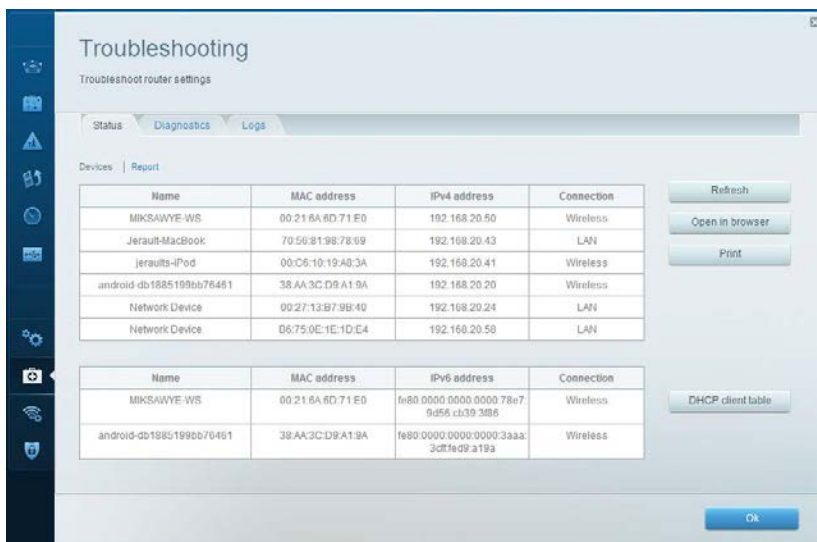 Troubleshooting
Troubleshoot router settings
Status Diagnostics Logs
Devices | Report
Name MAC address IPv4 address Connection
MIKSAWYE-WS 00:21:6A:6D:71:E0 192.168.20.50 Wireless
Jerault-MacBook 70:56:81:98:78:69 192.168.20.43 LAN
jeraults-iPod 00:C6:10:19:A8:3A 192.168.20.41 Wireless
android-db1885199bb76461 38:AA:3C:D9:A1:9A 192.168.20.20 Wireless
Network Device 00:27:13:B7:9B:40 192.168.20.24 LAN
Network Device B6:75:0E:1E:1D:E4 192.168.20.58 LAN
Refresh
Open in browser
Print
Name MAC address IPv6 address Connection
MIKSAWYE-WS 00:21:6A:6D:71:E0 fe80:0000:0000:0000:78e7: Wireless
9d56:cb39:3f86
android-db1885199bb76461 38:AA:3C:D9:A1:9A fe80:0000:0000:0000:3aaa: Wireless
3cff:fed9:a19a
DHCP client table
Ok